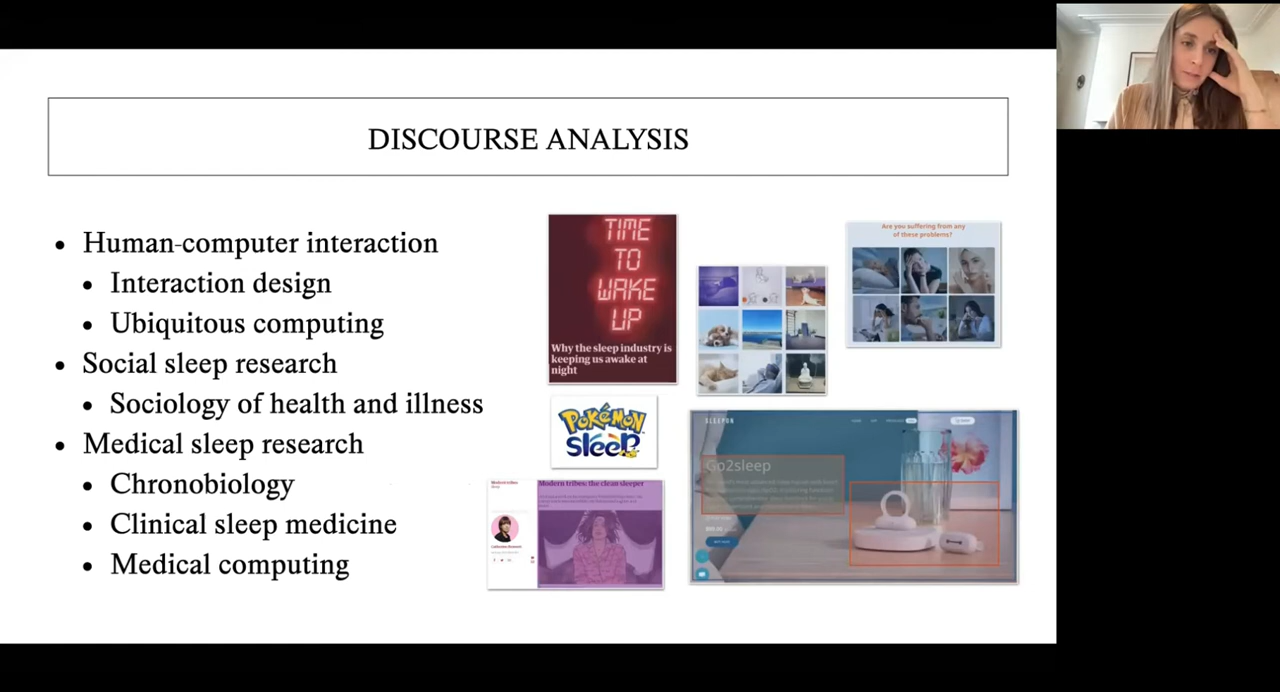 DISCOURSE ANALYSIS
Human-computer interaction
Interaction design
Ubiquitous computing
Social sleep research
Sociology of health and illness
Medical sleep research
Chronobiology
Clinical sleep medicine
Medical computing
TIME
TO
WAKE
UP
Why the sleep industry is
keeping us awake at
night
Are you suffering from any
of these problems?
POKéMON
Sleep
Modern tribes: the clean sleeper
SLEEPON
Go2sleep